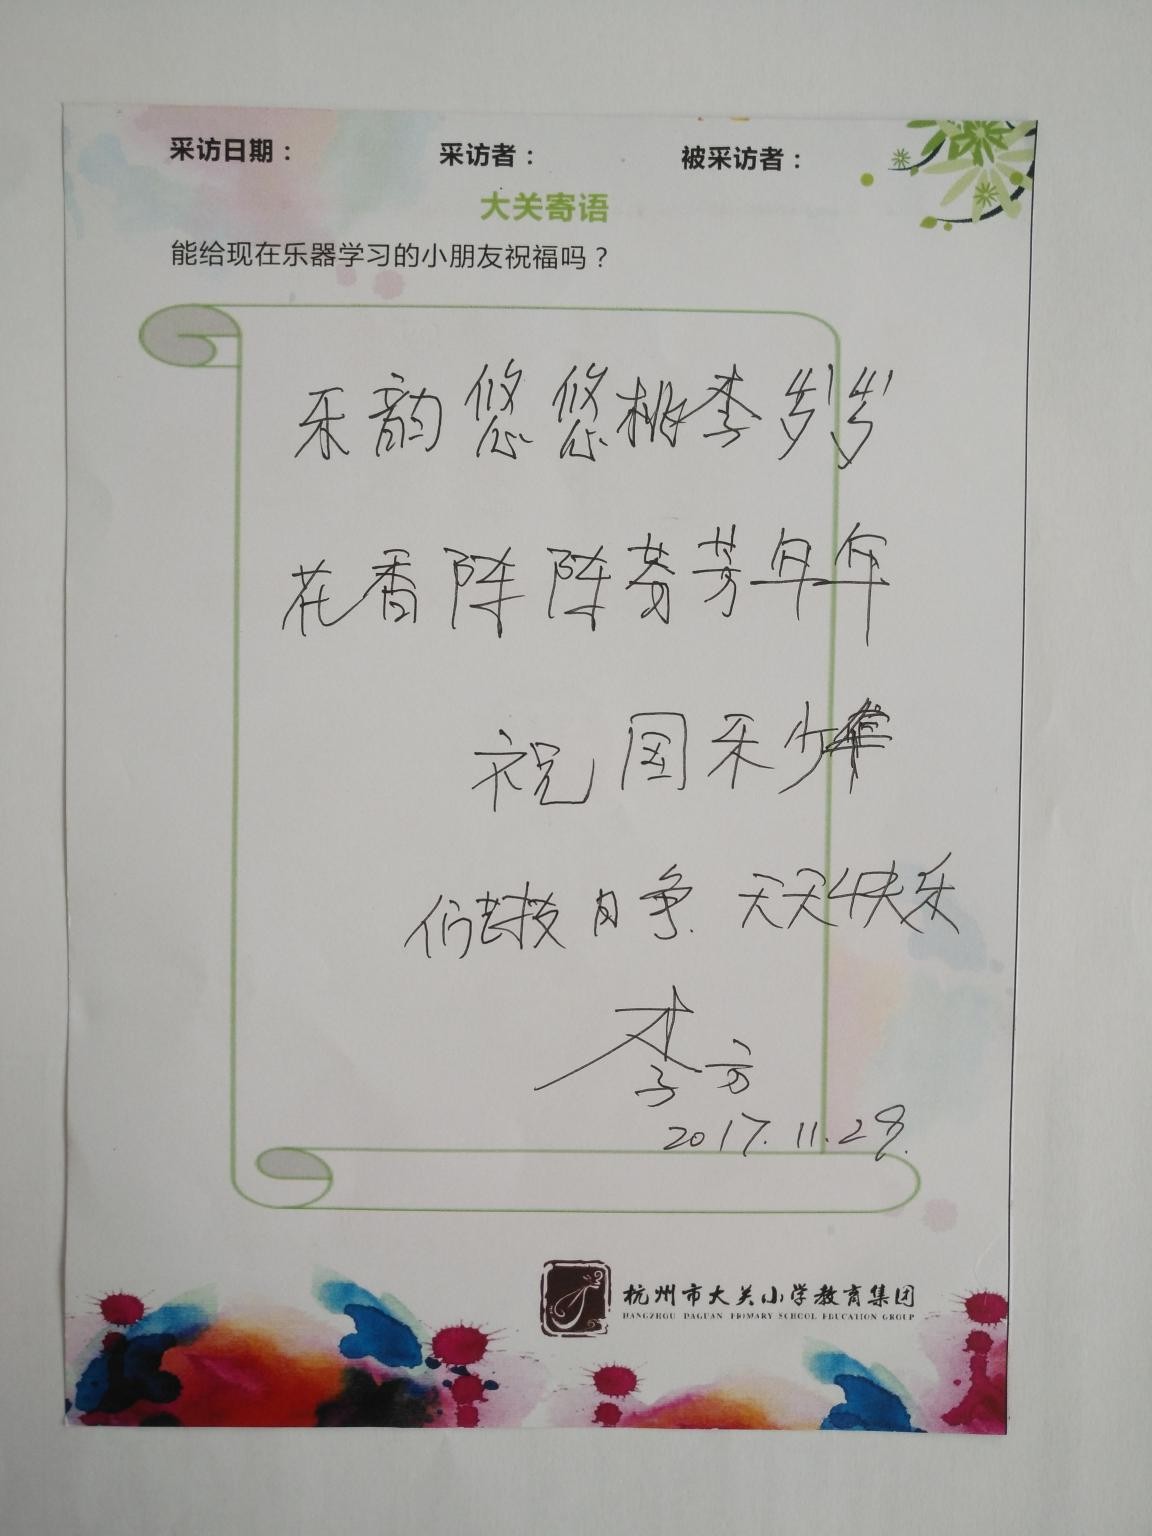 采访日期： 采访者： 被采访者：
大关寄语
能给现在乐器学习的小朋友祝福吗？
乐韵悠悠桃李岁岁
花香阵阵芬芳年年
祝国乐少年
们艺技月争.天天快乐
李方
2017.11.28.
杭州市大关小学教育集团
HANGZHOU DAGUAN PRIMARY SCHOOL EDUCATION GROUP